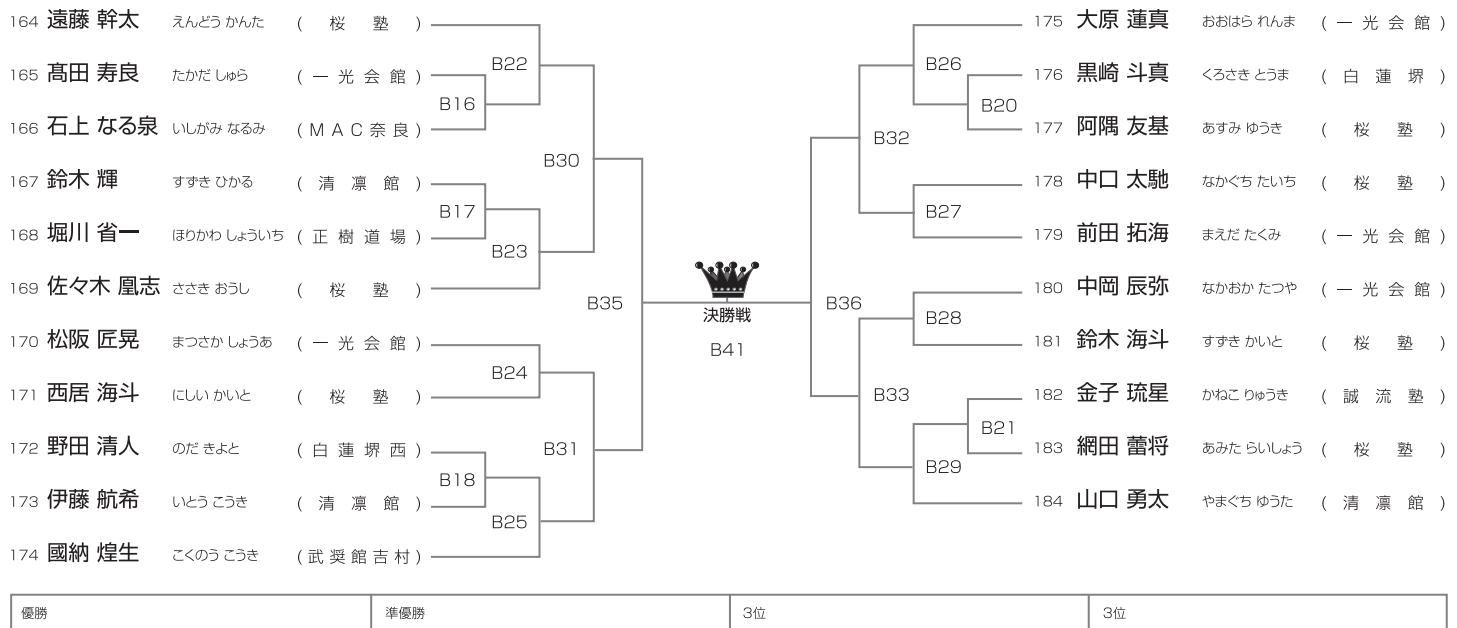 164 遠藤 幹太 えんどう かんた (桜塾)
165 髙田 寿良 たかだ しゅら (一光会館)
166 石上 なる泉 いしがみ なるみ (MAC奈良)
167 鈴木 輝 すずき ひかる (清凛館)
168 堀川 省一 ほりかわ しょういち (正樹道場)
169 佐々木 凰志 ささき おうし (桜塾)
170 松阪 匠晃 まつさか しょうあ (一光会館)
171 西居 海斗 にしい かいと (桜塾)
172 野田 清人 のだ きよと (白蓮堺西)
173 伊藤 航希 いとう こうき (清凛館)
174 國納 煌生 こくのう こうき (武奨館吉村)
B22
B16
B30
B17
B23
B35
B24
B31
B18
B25
決勝戦
B41
B26
B20
B32
B27
B36
B28
B33
B21
B29
175 大原 蓮真 おおはら れんま (一光会館)
176 黒崎 斗真 くろさき とうま (白蓮堺)
177 阿隅 友基 あすみ ゆうき (桜塾)
178 中口 太馳 なかぐち たいち (桜塾)
179 前田 拓海 まえだ たくみ (一光会館)
180 中岡 辰弥 なかおか たつや (一光会館)
181 鈴木 海斗 すずき かいと (桜塾)
182 金子 琉星 かねこ りゅうき (誠流塾)
183 網田 蕾将 あみた らいしょう (桜塾)
184 山口 勇太 やまぐち ゆうた (清凛館)
優勝 準優勝 3位 3位